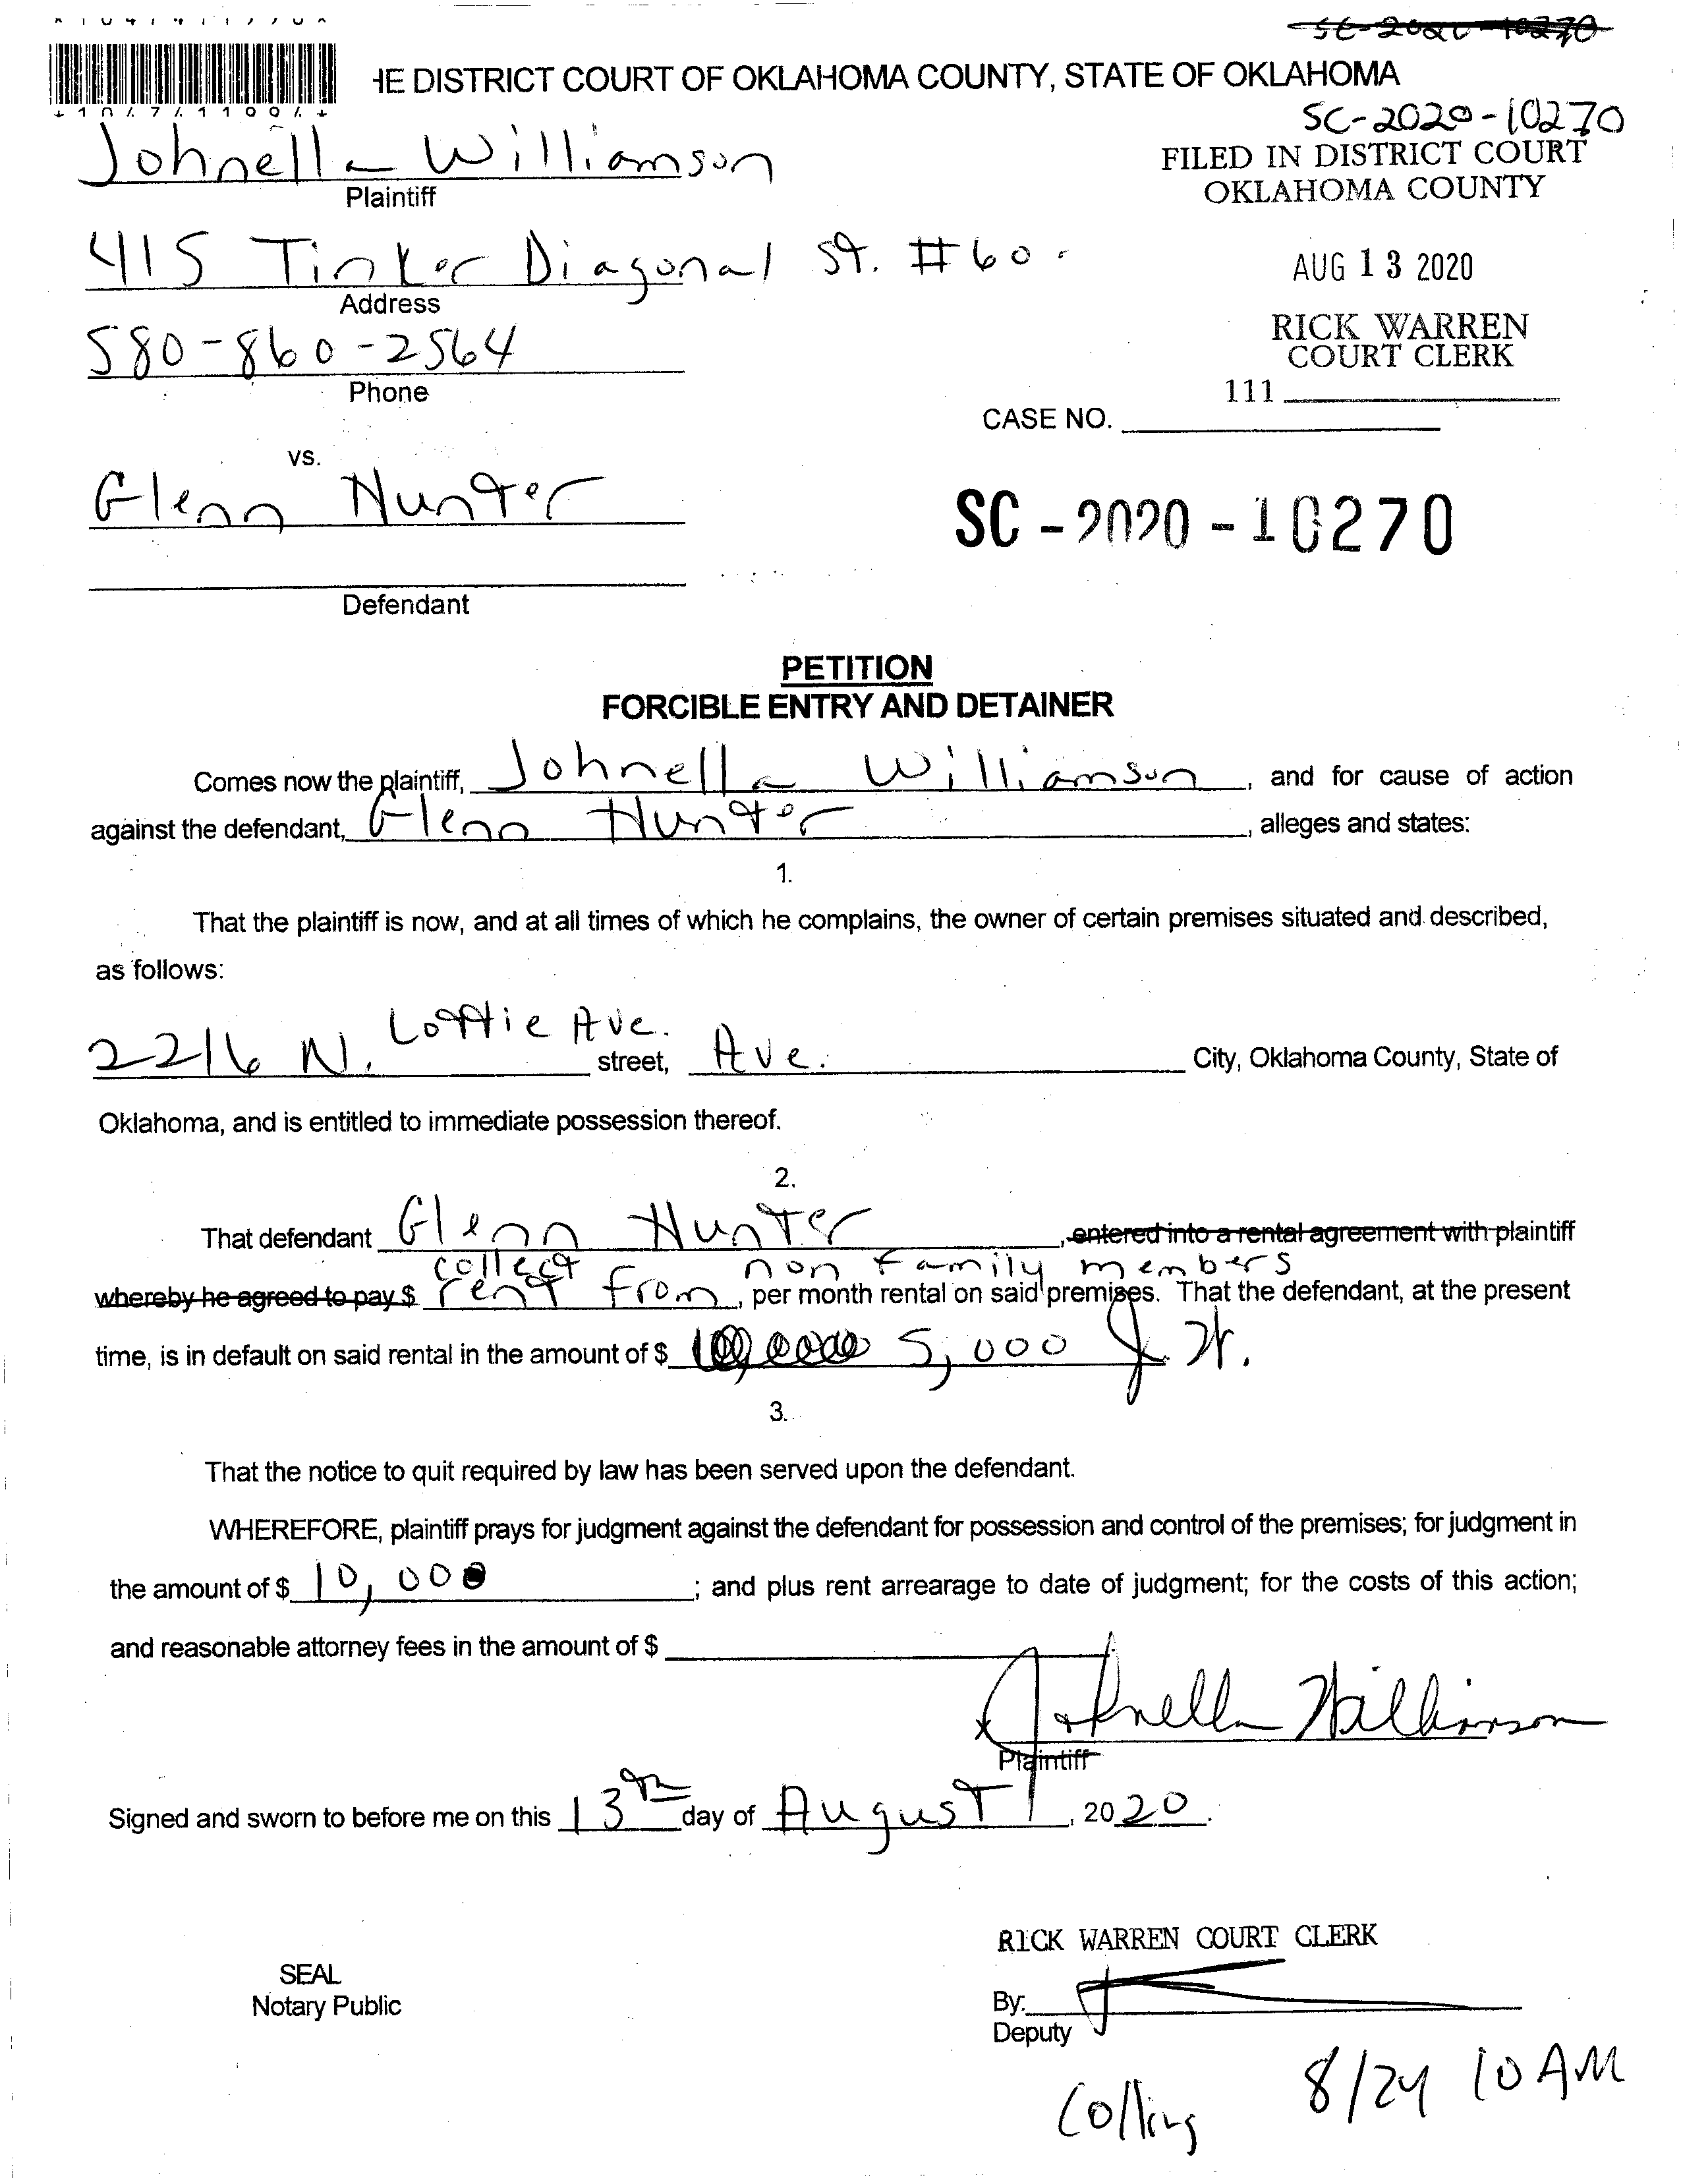 SC-2020-10270
HE DISTRICT COURT OF OKLAHOMA COUNTY, STATE OF OKLAHOMA
SC-2020-10270
Johnella Williamson
Plaintiff
FILED IN DISTRICT COURT
OKLAHOMA COUNTY
415 Tinker Diagonal St. #60
Address
AUG 13 2020
580-860-2564
Phone
RICK WARREN
COURT CLERK
111
CASE NO.
vs.
Glenn Hunter
SC-2020-10270
Defendant
PETITION
FORCIBLE ENTRY AND DETAINER
Comes now the plaintiff, Johnella Williamson, and for cause of action
against the defendant, Glenn Hunter, alleges and states:
1.
That the plaintiff is now, and at all times of which he complains, the owner of certain premises situated and described,
as follows:
2216 N. Lottie Ave. street, Ave. City, Oklahoma County, State of
Oklahoma, and is entitled to immediate possession thereof.
2.
That defendant Glenn Hunter, entered into a rental agreement with plaintiff
collect non family members
whereby he agreed to pay $ rent from, per month rental on said premises. That the defendant, at the present
time, is in default on said rental in the amount of $ 5,000 J.W.
3.
That the notice to quit required by law has been served upon the defendant.
WHEREFORE, plaintiff prays for judgment against the defendant for possession and control of the premises; for judgment in
the amount of $ 10,000; and plus rent arrearage to date of judgment; for the costs of this action;
and reasonable attorney fees in the amount of $
x Johnella Williamson
Plaintiff
Signed and sworn to before me on this 13th day of August, 2020.
RICK WARREN COURT CLERK
SEAL
Notary Public
By:
Deputy
8/24 10 AM
Collins